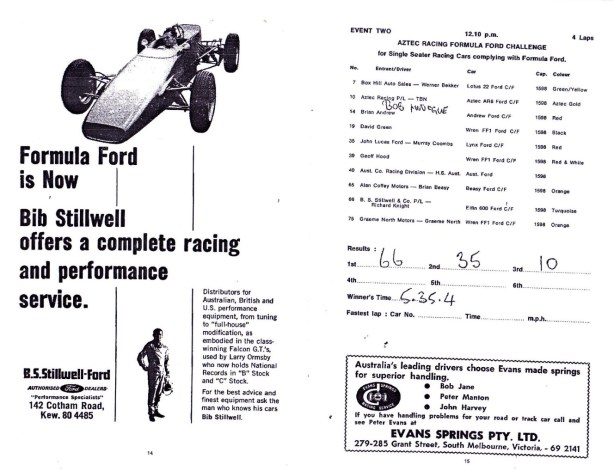 Formula Ford
is Now
Bib Stillwell
offers a complete racing
and performance
service.
Distributors for
Australian, British and
U.S. performance
equipment, from tuning
to "full-house"
modification, as
embodied in the class-
winning Falcon G.T.'s,
used by Larry Ormsby
who now holds National
Records in "B" Stock
and "C" Stock.
For the best advice and
finest equipment ask the
man who knows his cars
Bib Stillwell.
B.S. Stillwell-Ford
AUTHORISED Ford DEALERS
"Performance Specialists"
142 Cotham Road,
Kew. 80 4485
14
EVENT TWO 12.10 p.m. 4 Laps
AZTEC RACING FORMULA FORD CHALLENGE
for Single Seater Racing Cars complying with Formula Ford.
No. Entrant/Driver Car Cap. Colour
7 Box Hill Auto Sales — Werner Bekker Lotus 22 Ford C/F 1598 Green/Yellow
10 Aztec Racing P/L — TBN Aztec AR8 Ford C/F 1598 Aztec Gold
BOB
14 Brian Andrew Andrew Ford C/F 1598 Red
19 David Green Wren FF1 Ford C/F 1598 Black
35 John Lucas Ford — Murray Coombs Lynx Ford C/F 1598 Red
38 Geoff Hood Wren FF1 Ford C/F 1598 Red & White
Aust. Co. Racing Division — H.S. Aust. Aust. Ford 1598
Alan Coffey Motors — Brian Beasy Beasy Ford C/F 1598 Orange
66 B. S. Stillwell & Co. P/L —
Richard Knight Elfin 600 Ford C/F 1598 Turquoise
Graeme North Motors — Graeme North Wren FF1 Ford C/F 1598 Orange
Results :
1st 66 2nd 35 3rd 10
4th 5th 6th
Winner's Time 5.35.4
Fastest lap : Car No. Time m.p.h.
Australia's leading drivers choose Evans made springs
for superior handling.
EVANS SPRINGS
● Bob Jane
● Peter Manton
● John Harvey
If you have handling problems for your road or track car call and
see Peter Evans at
EVANS SPRINGS PTY. LTD.
279-285 Grant Street, South Melbourne, Victoria, - 69 2141
15